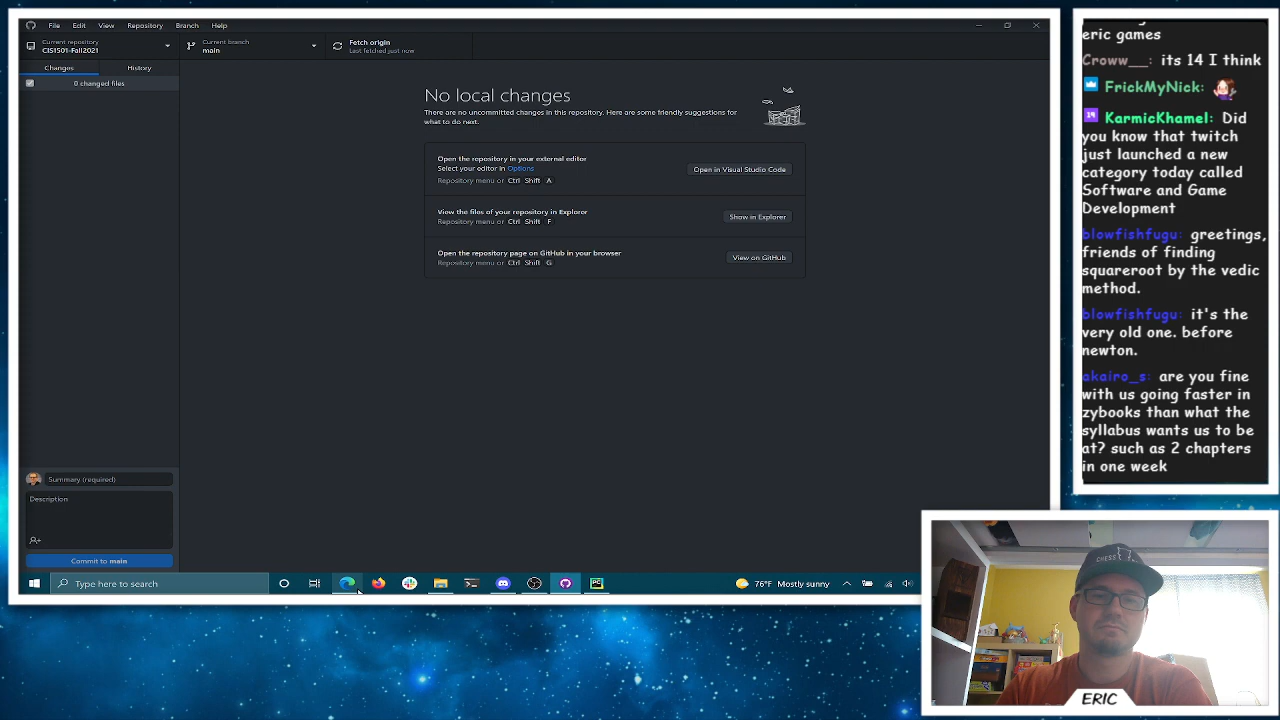 File Edit View Repository Branch Help
Current repository
CIS1501-Fall2021
Current branch
main
Fetch origin
Last fetched just now
Changes History
0 changed files
No local changes
There are no uncommitted changes in this repository. Here are some friendly suggestions for
what to do next.
Open the repository in your external editor
Select your editor in Options
Repository menu or Ctrl Shift A
Open in Visual Studio Code
View the files of your repository in Explorer
Repository menu or Ctrl Shift F
Show in Explorer
Open the repository page on GitHub in your browser
Repository menu or Ctrl Shift G
View on GitHub
Summary (required)
Description
Commit to main
Type here to search
76°F Mostly sunny
eric games
Croww__: its 14 I think
FrickMyNick:
KarmicKhamel: Did
you know that twitch
just launched a new
category today called
Software and Game
Development
blowfishfugu: greetings,
friends of finding
squareroot by the vedic
method.
blowfishfugu: it's the
very old one. before
newton.
akairo_s: are you fine
with us going faster in
zybooks than what the
syllabus wants us to be
at? such as 2 chapters
in one week
CHESS
ERIC